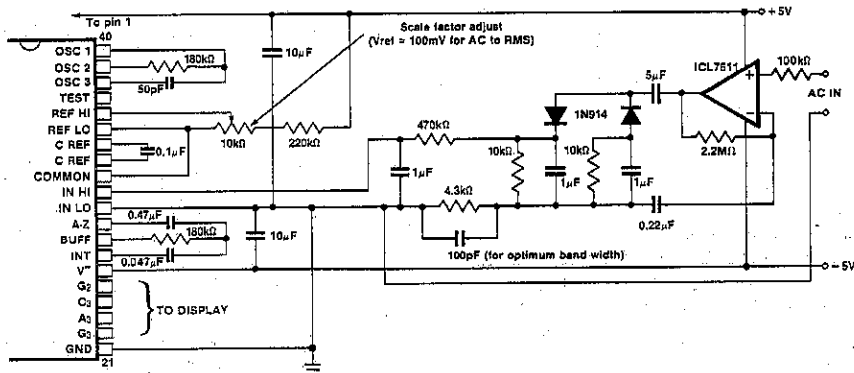 To pin 1
40
OSC 1
OSC 2
OSC 3
TEST
REF HI
REF LO
C REF
C REF
COMMON
IN HI
IN LO
A-Z
BUFF
INT
V⁻
G₂
C₃
A₃
G₃
GND
21
180kΩ
50pF
0.1µF
0.47µF
180kΩ
0.047µF
TO DISPLAY
10µF
Scale factor adjust
(Vref = 100mV for AC to RMS)
10kΩ
220kΩ
10µF
470kΩ
1µF
4.3kΩ
100pF (for optimum band width)
10kΩ
1µF
10kΩ
1µF
1N914
5µF
ICL7611
+
−
2.2MΩ
0.22µF
100kΩ
AC IN
+5V
−5V